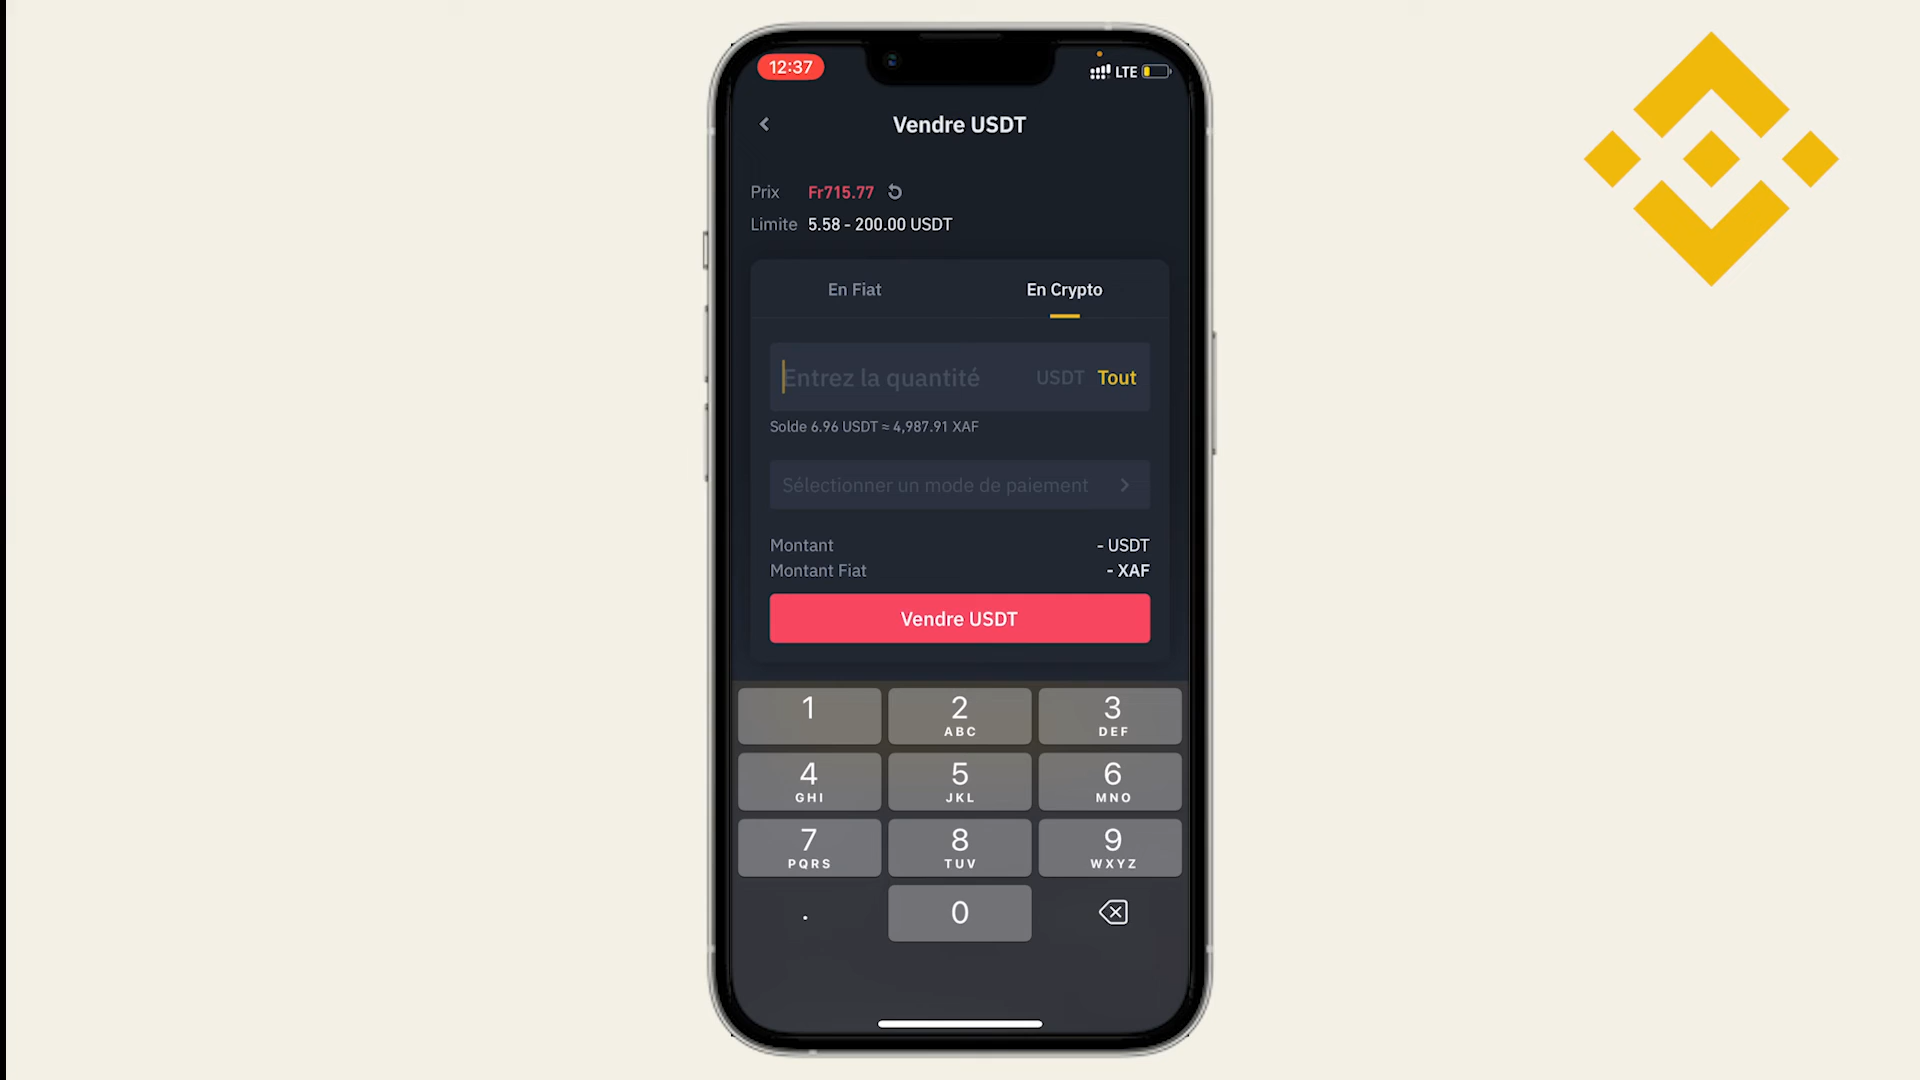 12:37
LTE
Vendre USDT
Prix Fr715.77
Limite 5.58 - 200.00 USDT
En Fiat En Crypto
Entrez la quantité USDT Tout
Solde 6.96 USDT ≈ 4,987.91 XAF
Sélectionner un mode de paiement
Montant - USDT
Montant Fiat - XAF
Vendre USDT
1 2 3
ABC DEF
4 5 6
GHI JKL MNO
7 8 9
PQRS TUV WXYZ
. 0